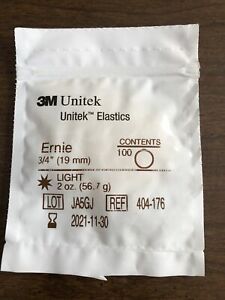 3M Unitek
Unitek™ Elastics
Ernie
3/4" (19 mm)
CONTENTS
100
LIGHT
2 oz. (56.7 g)
LOT JA5GJ REF 404-176
2021-11-30